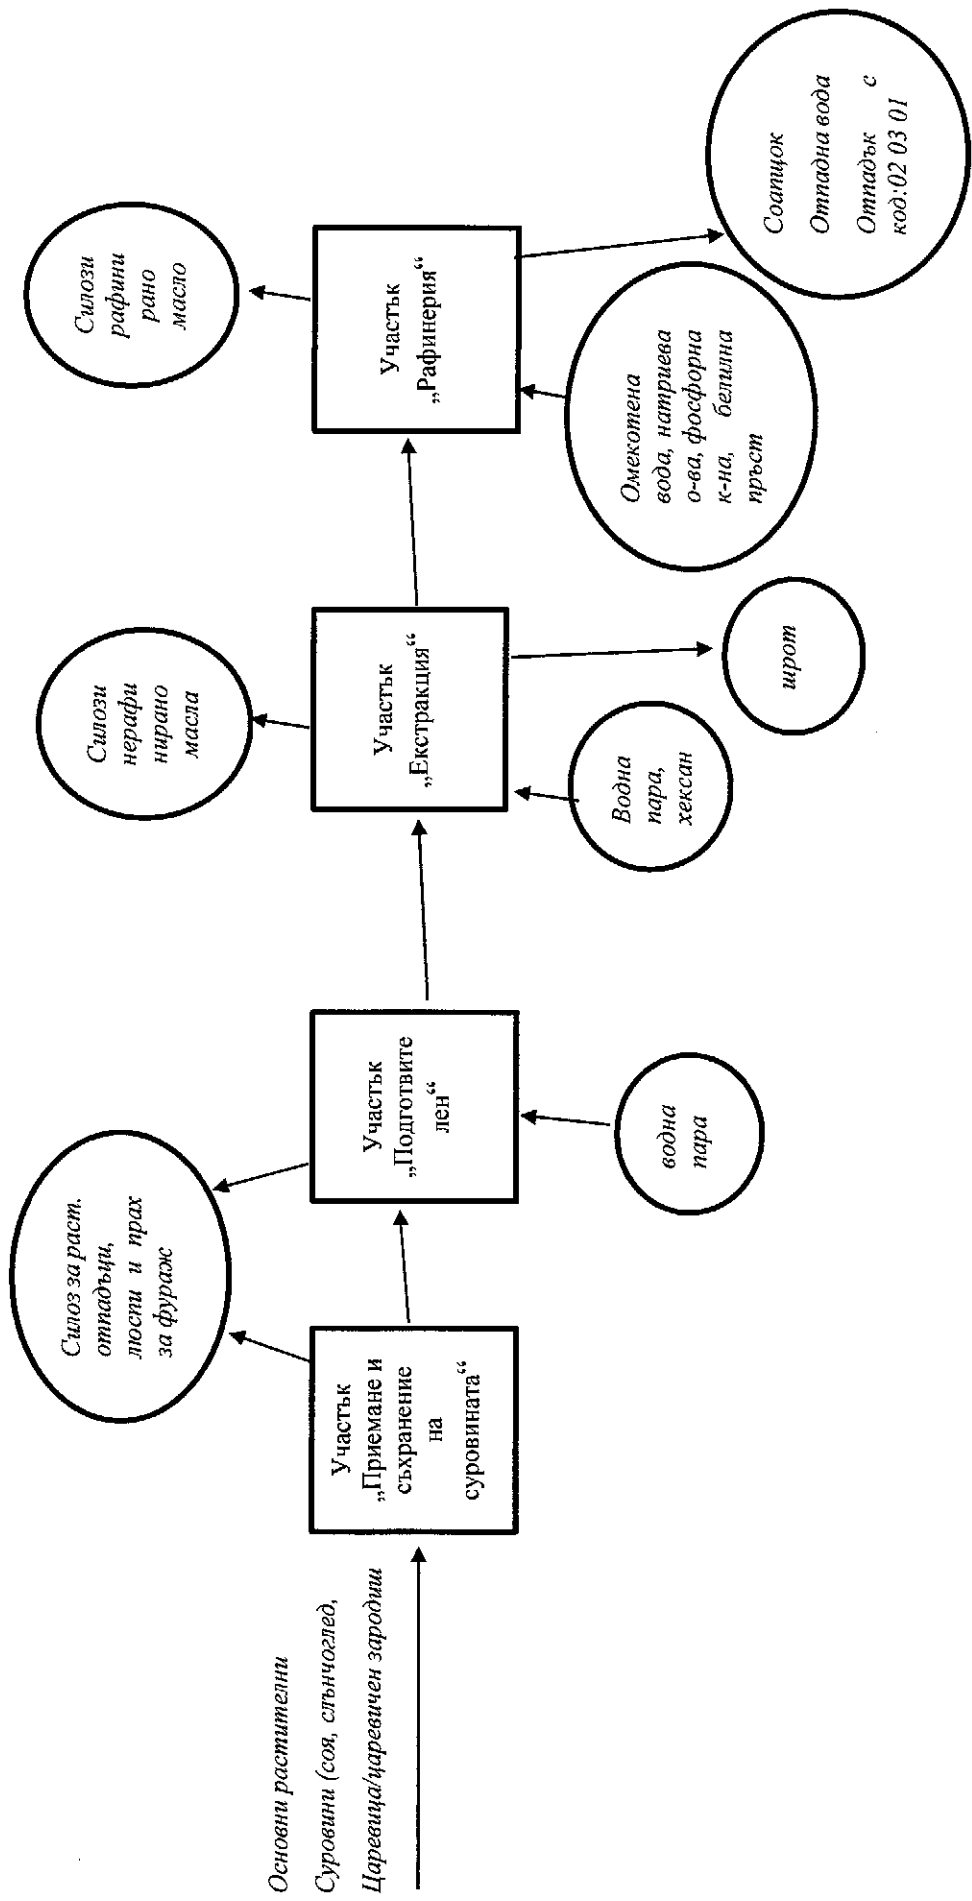 Основни растителни
Суровини (соя, слънчоглед,
Царевица/царевичен зародиш
Участък
„Приемане и
съхранение
на
суровината“
Силоз за раст.
отпадъци,
люспи и прах
за фураж
Участък
„Подготвите
лен“
водна
пара
Силози
нерафи
нирано
масла
Участък
„Екстракция“
Водна
пара,
хексан
шрот
Силози
рафини
рано
масло
Участък
„Рафинерия“
Омекотена
вода, натриева
о-ва, фосфорна
к-на, белилна
пръст
Соапщок
Отпадна вода
Отпадък с
код:02 03 01